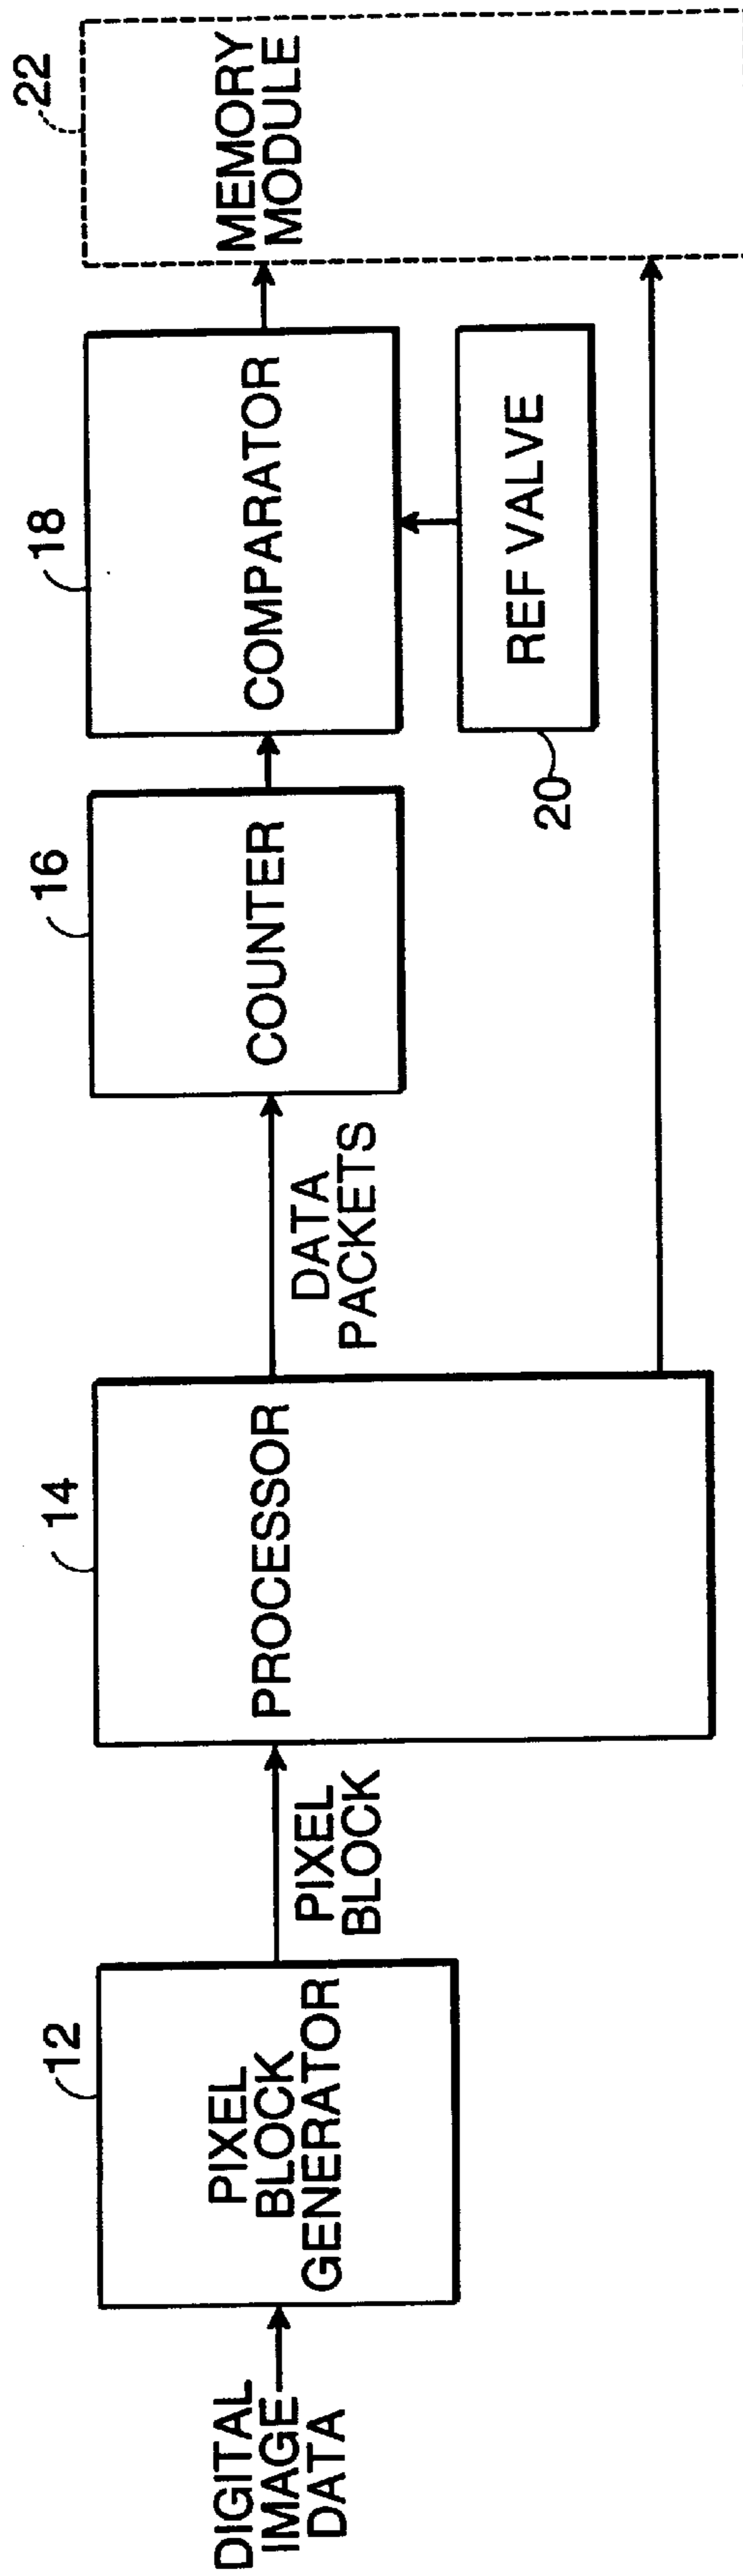 DIGITAL
IMAGE
DATA
12
PIXEL
BLOCK
GENERATOR
PIXEL
BLOCK
14
PROCESSOR
DATA
PACKETS
16
COUNTER
18
COMPARATOR
20
REF VALVE
22
MEMORY
MODULE